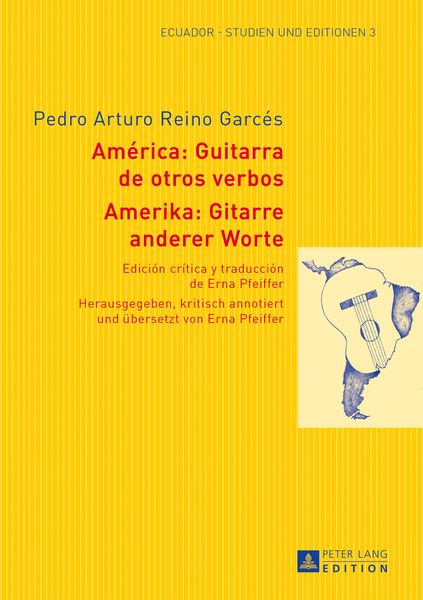 ECUADOR - STUDIEN UND EDITIONEN 3
Pedro Arturo Reino Garcés
América: Guitarra
de otros verbos
Amerika: Gitarre
anderer Worte
Edición crítica y traducción
de Erna Pfeiffer
Herausgegeben, kritisch annotiert
und übersetzt von Erna Pfeiffer
PETER LANG
EDITION